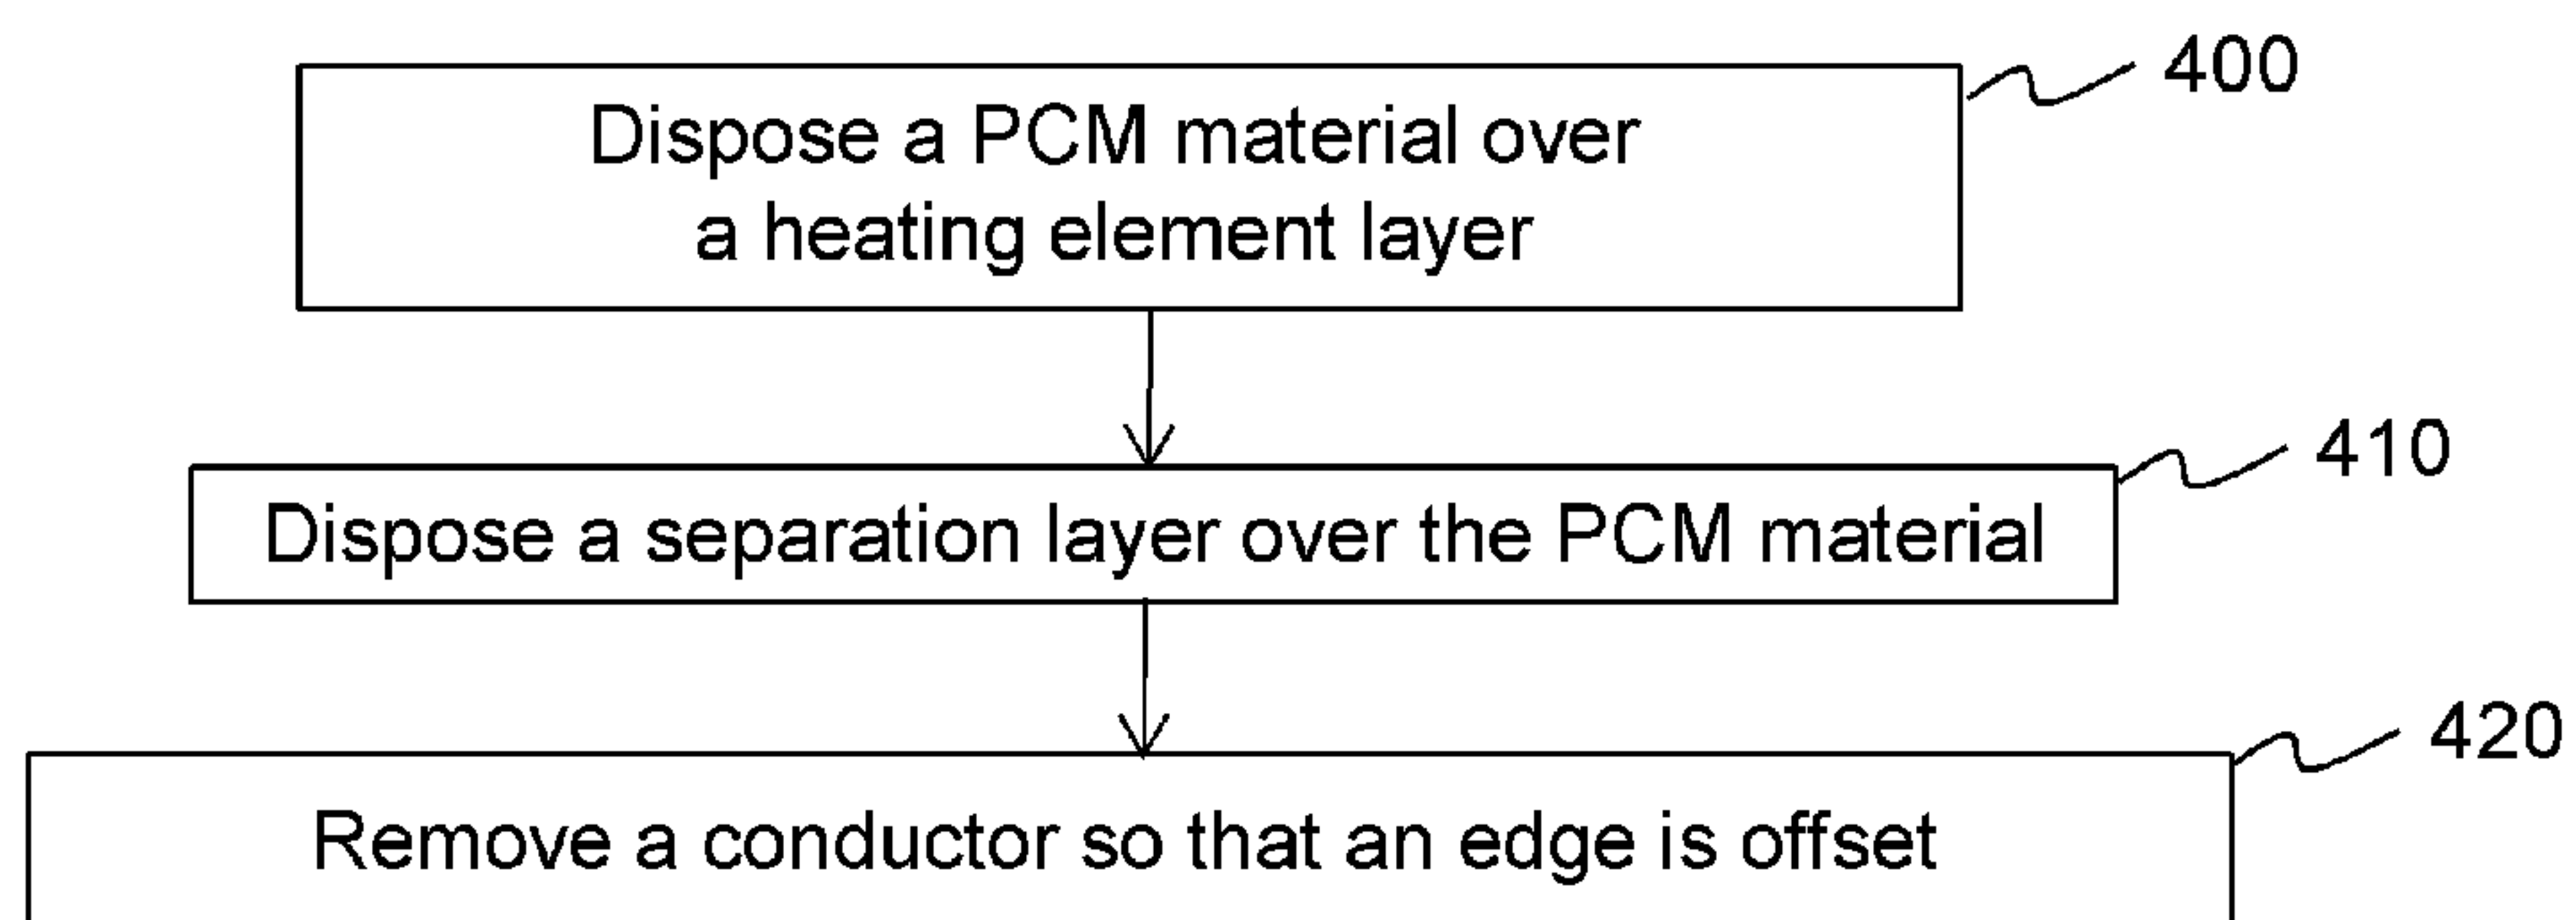 400
Dispose a PCM material over
a heating element layer
410
Dispose a separation layer over the PCM material
420
Remove a conductor so that an edge is offset